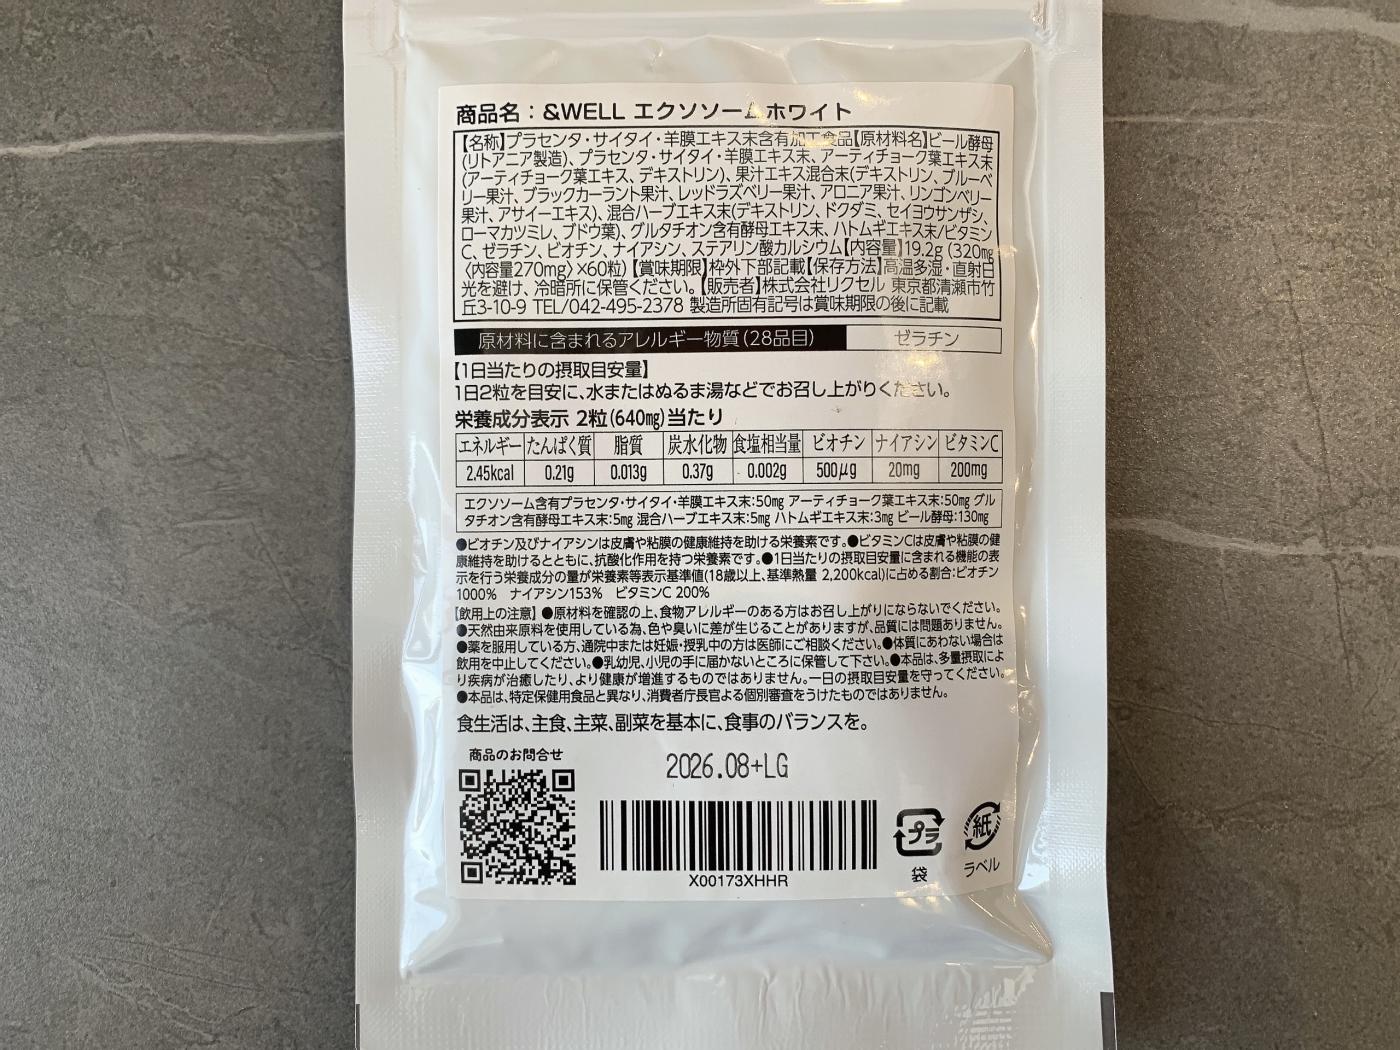 商品名：&WELL エクソソームホワイト
【名称】プラセンタ・サイタイ・羊膜エキス末含有加工食品【原材料名】ビール酵母
(リトアニア製造)、プラセンタ・サイタイ・羊膜エキス末、アーティチョーク葉エキス末
(アーティチョーク葉エキス、デキストリン)、果汁エキス混合末(デキストリン、ブルーベ
リー果汁、ブラックカーラント果汁、レッドラズベリー果汁、アロニア果汁、リンゴンベリー
果汁、アサイーエキス)、混合ハーブエキス末(デキストリン、ドクダミ、セイヨウサンザシ、
ローマカツミレ、ブドウ葉)、グルタチオン含有酵母エキス末、ハトムギエキス末/ビタミン
C、ゼラチン、ビオチン、ナイアシン、ステアリン酸カルシウム【内容量】19.2g (320mg
〈内容量270mg〉×60粒)【賞味期限】枠外下部記載【保存方法】高温多湿・直射日
光を避け、冷暗所に保管ください。【販売者】株式会社リクセル 東京都清瀬市竹
丘3-10-9 TEL/042-495-2378 製造所固有記号は賞味期限の後に記載
原材料に含まれるアレルギー物質(28品目) ゼラチン
【1日当たりの摂取目安量】
1日2粒を目安に、水またはぬるま湯などでお召し上がりください。
栄養成分表示 2粒(640mg)当たり
エネルギー たんぱく質 脂質 炭水化物 食塩相当量 ビオチン ナイアシン ビタミンC
2.45kcal 0.21g 0.013g 0.37g 0.002g 500μg 20mg 200mg
エクソソーム含有プラセンタ・サイタイ・羊膜エキス末:50mg アーティチョーク葉エキス末:50mg グル
タチオン含有酵母エキス末:5mg 混合ハーブエキス末:5mg ハトムギエキス末:3mg ビール酵母:130mg
●ビオチン及びナイアシンは皮膚や粘膜の健康維持を助ける栄養素です。●ビタミンCは皮膚や粘膜の健
康維持を助けるとともに、抗酸化作用を持つ栄養素です。●1日当たりの摂取目安量に含まれる機能の表
示を行う栄養成分の量が栄養素等表示基準値(18歳以上、基準熱量 2,200kcal)に占める割合:ビオチン
1000% ナイアシン153% ビタミンC 200%
【飲用上の注意】●原材料を確認の上、食物アレルギーのある方はお召し上がりにならないでください。
●天然由来原料を使用している為、色や臭いに差が生じることがありますが、品質には問題ありません。
●薬を服用している方、通院中または妊娠・授乳中の方は医師にご相談ください。●体質にあわない場合は
飲用を中止してください。●乳幼児、小児の手に届かないところに保管して下さい。●本品は、多量摂取によ
り疾病が治癒したり、より健康が増進するものではありません。一日の摂取目安量を守ってください。
●本品は、特定保健用食品と異なり、消費者庁長官よる個別審査をうけたものではありません。
食生活は、主食、主菜、副菜を基本に、食事のバランスを。
商品のお問合せ
2026.08+LG
X00173XHHR
プラ
袋
紙
ラベル